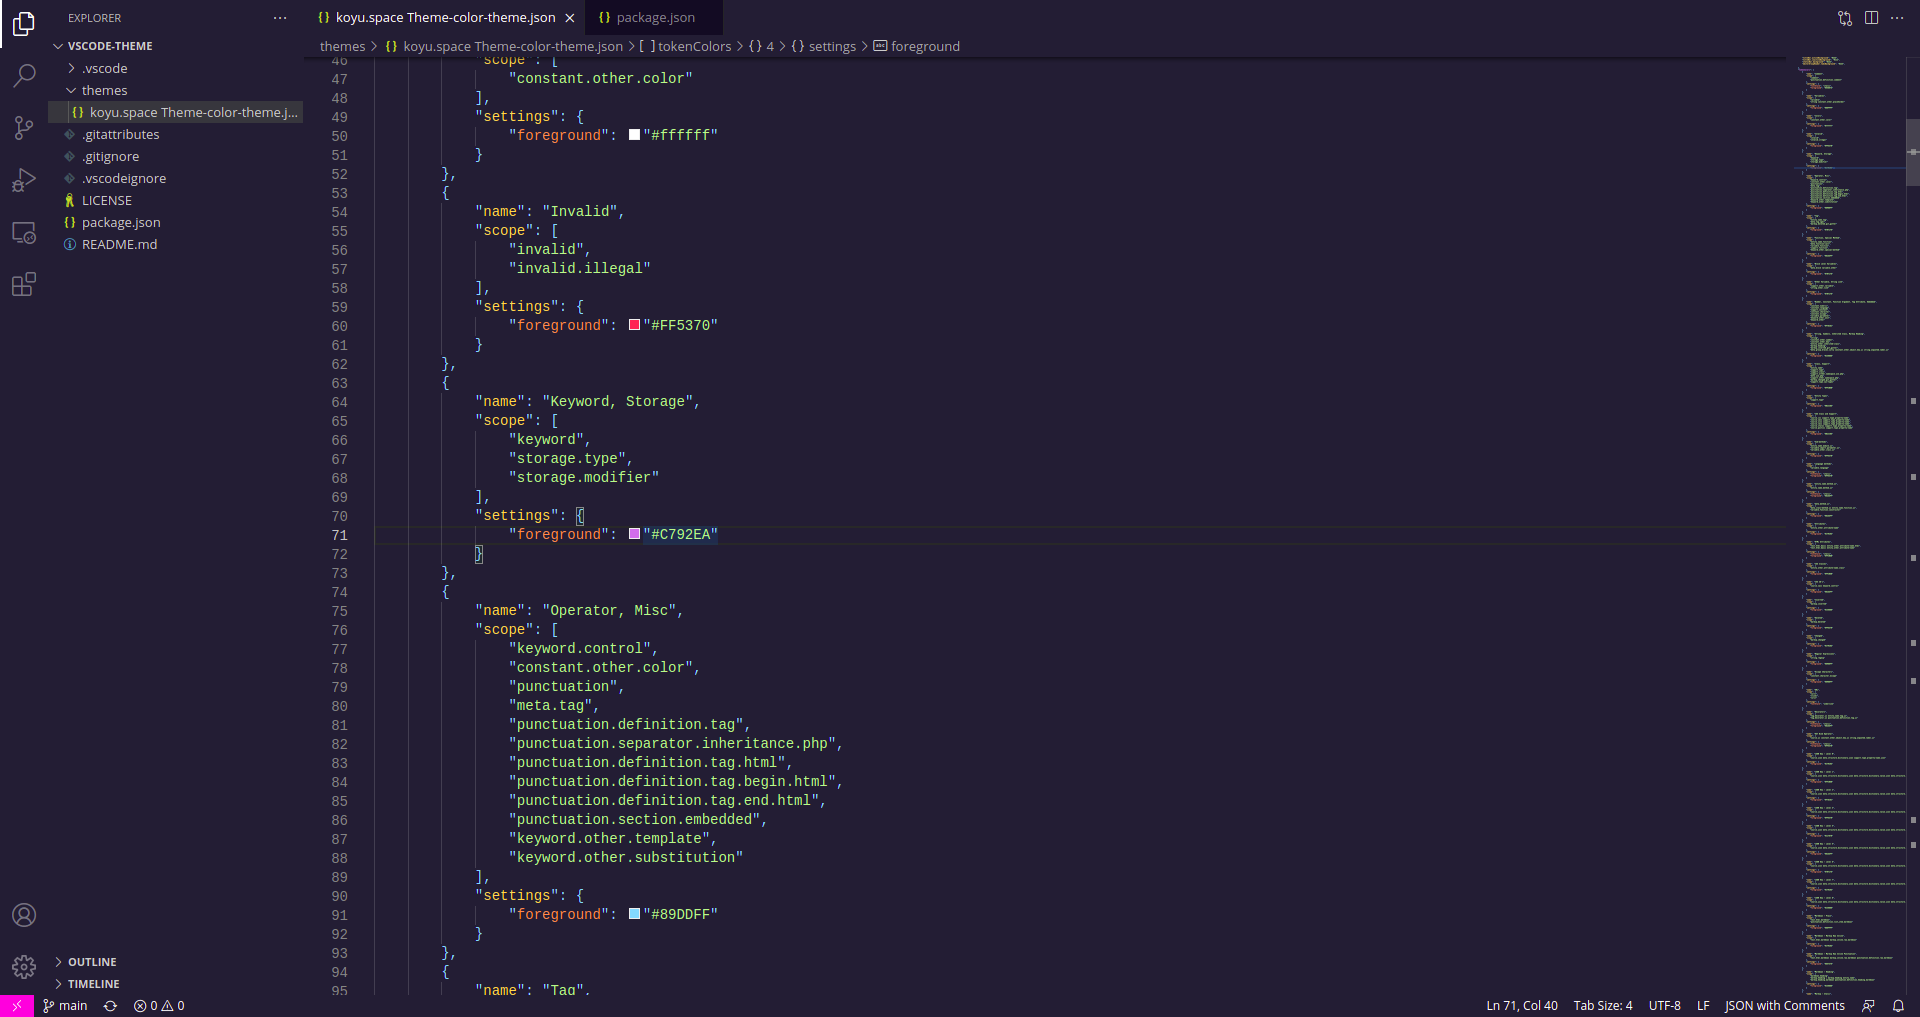 EXPLORER
VSCODE-THEME
.vscode
themes
koyu.space Theme-color-theme.j...
.gitattributes
.gitignore
.vscodeignore
LICENSE
package.json
README.md
OUTLINE
TIMELINE
koyu.space Theme-color-theme.json
package.json
themes > {} koyu.space Theme-color-theme.json > [ ] tokenColors > {} 4 > {} settings > foreground
46 "scope": [
47 "constant.other.color"
48 ],
49 "settings": {
50 "foreground": "#ffffff"
51 }
52 },
53 {
54 "name": "Invalid",
55 "scope": [
56 "invalid",
57 "invalid.illegal"
58 ],
59 "settings": {
60 "foreground": "#FF5370"
61 }
62 },
63 {
64 "name": "Keyword, Storage",
65 "scope": [
66 "keyword",
67 "storage.type",
68 "storage.modifier"
69 ],
70 "settings": {
71 "foreground": "#C792EA"
72 }
73 },
74 {
75 "name": "Operator, Misc",
76 "scope": [
77 "keyword.control",
78 "constant.other.color",
79 "punctuation",
80 "meta.tag",
81 "punctuation.definition.tag",
82 "punctuation.separator.inheritance.php",
83 "punctuation.definition.tag.html",
84 "punctuation.definition.tag.begin.html",
85 "punctuation.definition.tag.end.html",
86 "punctuation.section.embedded",
87 "keyword.other.template",
88 "keyword.other.substitution"
89 ],
90 "settings": {
91 "foreground": "#89DDFF"
92 }
93 },
94 {
95 "name": "Tag",
main 0 0 Ln 71, Col 40 Tab Size: 4 UTF-8 LF JSON with Comments